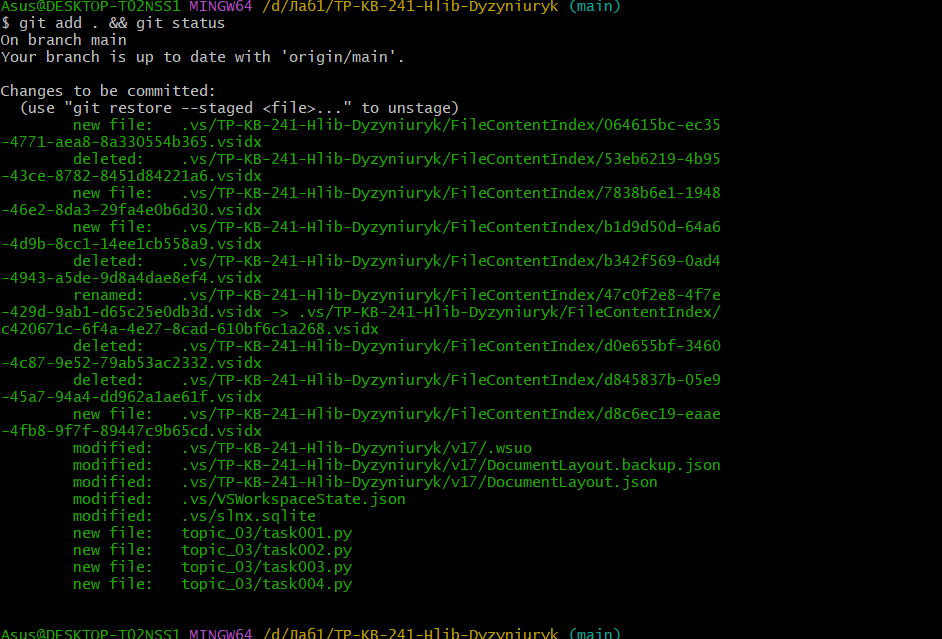 Asus@DESKTOP-T02NSS1 MINGW64 /d/Лаб1/TP-KB-241-Hlib-Dyzyniuryk (main)
$ git add . && git status
On branch main
Your branch is up to date with 'origin/main'.
Changes to be committed:
(use "git restore --staged <file>..." to unstage)
new file: .vs/TP-KB-241-Hlib-Dyzyniuryk/FileContentIndex/064615bc-ec35
-4771-aea8-8a330554b365.vsidx
deleted: .vs/TP-KB-241-Hlib-Dyzyniuryk/FileContentIndex/53eb6219-4b95
-43ce-8782-8451d84221a6.vsidx
new file: .vs/TP-KB-241-Hlib-Dyzyniuryk/FileContentIndex/7838b6e1-1948
-46e2-8da3-29fa4e0b6d30.vsidx
new file: .vs/TP-KB-241-Hlib-Dyzyniuryk/FileContentIndex/b1d9d50d-64a6
-4d9b-8cc1-14ee1cb558a9.vsidx
deleted: .vs/TP-KB-241-Hlib-Dyzyniuryk/FileContentIndex/b342f569-0ad4
-4943-a5de-9d8a4dae8ef4.vsidx
renamed: .vs/TP-KB-241-Hlib-Dyzyniuryk/FileContentIndex/47c0f2e8-4f7e
-429d-9ab1-d65c25e0db3d.vsidx -> .vs/TP-KB-241-Hlib-Dyzyniuryk/FileContentIndex/
c420671c-6f4a-4e27-8cad-610bf6c1a268.vsidx
deleted: .vs/TP-KB-241-Hlib-Dyzyniuryk/FileContentIndex/d0e655bf-3460
-4c87-9e52-79ab53ac2332.vsidx
deleted: .vs/TP-KB-241-Hlib-Dyzyniuryk/FileContentIndex/d845837b-05e9
-45a7-94a4-dd962a1ae61f.vsidx
new file: .vs/TP-KB-241-Hlib-Dyzyniuryk/FileContentIndex/d8c6ec19-eaae
-4fb8-9f7f-89447c9b65cd.vsidx
modified: .vs/TP-KB-241-Hlib-Dyzyniuryk/v17/.wsuo
modified: .vs/TP-KB-241-Hlib-Dyzyniuryk/v17/DocumentLayout.backup.json
modified: .vs/TP-KB-241-Hlib-Dyzyniuryk/v17/DocumentLayout.json
modified: .vs/VSWorkspaceState.json
modified: .vs/slnx.sqlite
new file: topic_03/task001.py
new file: topic_03/task002.py
new file: topic_03/task003.py
new file: topic_03/task004.py
Asus@DESKTOP-T02NSS1 MINGW64 /d/Лаб1/TP-KB-241-Hlib-Dyzyniuryk (main)